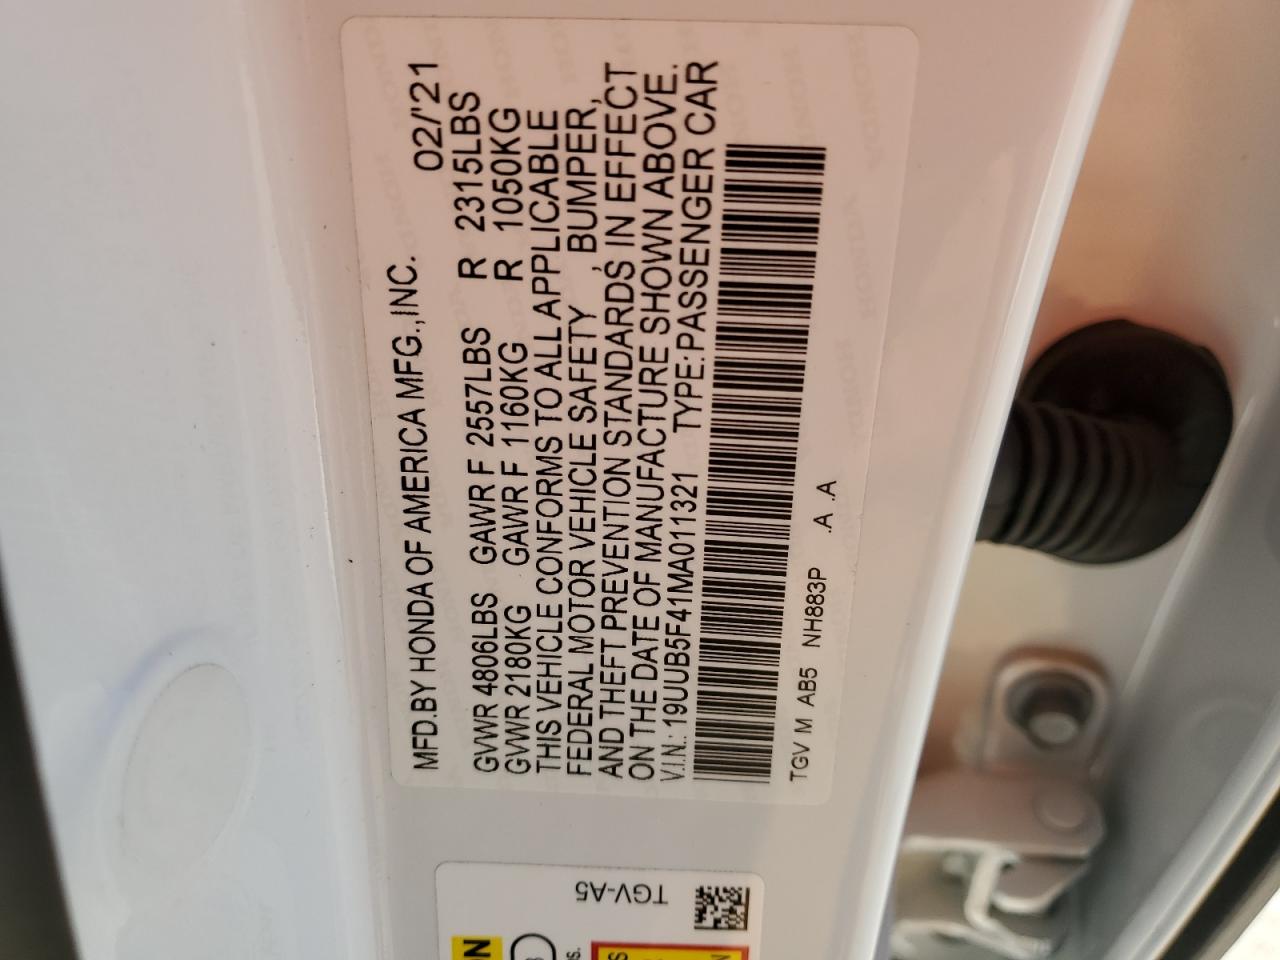 MFD.BY HONDA OF AMERICA MFG.,INC. 02/'21
GVWR 4806LBS GAWR F 2557LBS R 2315LBS
GVWR 2180KG GAWR F 1160KG R 1050KG
THIS VEHICLE CONFORMS TO ALL APPLICABLE
FEDERAL MOTOR VEHICLE SAFETY , BUMPER,
AND THEFT PREVENTION STANDARDS IN EFFECT
ON THE DATE OF MANUFACTURE SHOWN ABOVE.
V.I.N.: 19UUB5F41MA011321 TYPE:PASSENGER CAR
TGV M AB5 NH883P .A .A
TGV-A5